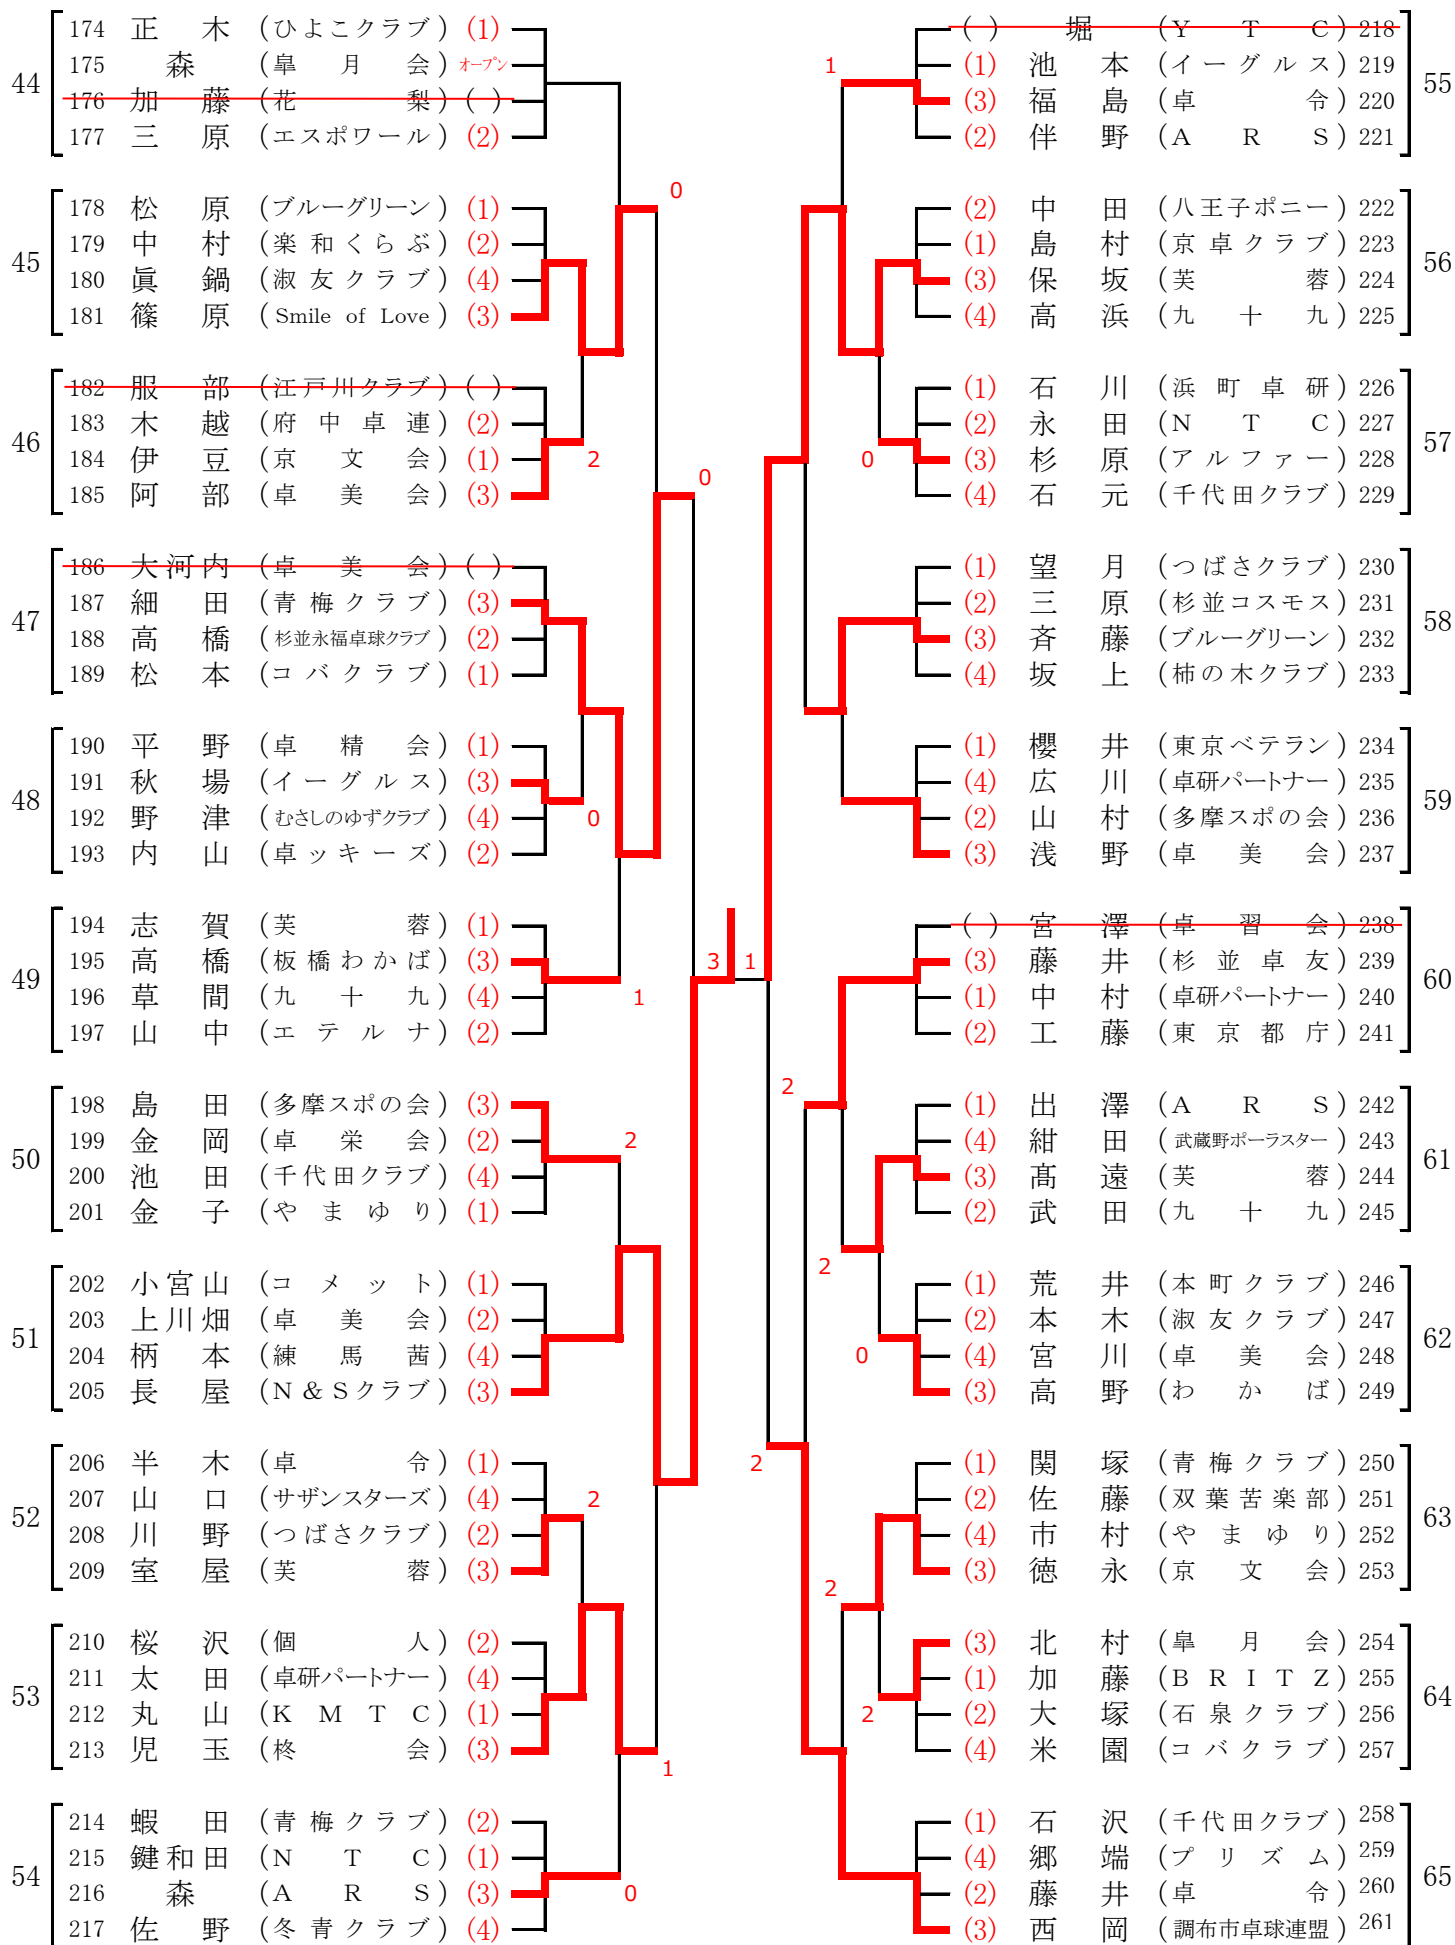 44
174 正木 (ひよこクラブ) (1)
175 森 (皐月会) オープン
176 加藤 (花梨) ( )
177 三原 (エスポワール) (2)
45
178 松原 (ブルーグリーン) (1)
179 中村 (楽和くらぶ) (2)
180 眞鍋 (淑友クラブ) (4)
181 篠原 (Smile of Love) (3)
0
46
182 服部 (江戸川クラブ) ( )
183 木越 (府中卓連) (2)
184 伊豆 (京文会) (1)
185 阿部 (卓美会) (3)
2
0
47
186 大河内 (卓美会) ( )
187 細田 (青梅クラブ) (3)
188 高橋 (杉並永福卓球クラブ) (2)
189 松本 (コバクラブ) (1)
48
190 平野 (卓精会) (1)
191 秋場 (イーグルス) (3)
192 野津 (むさしのゆずクラブ) (4)
193 内山 (卓ッキーズ) (2)
0
49
194 志賀 (芙蓉) (1)
195 高橋 (板橋わかば) (3)
196 草間 (九十九) (4)
197 山中 (エテルナ) (2)
1
3 1
50
198 島田 (多摩スポの会) (3)
199 金岡 (卓栄会) (2)
200 池田 (千代田クラブ) (4)
201 金子 (やまゆり) (1)
2
51
202 小宮山 (コメット) (1)
203 上川畑 (卓美会) (2)
204 柄本 (練馬茜) (4)
205 長屋 (N&Sクラブ) (3)
52
206 半木 (卓令) (1)
207 山口 (サザンスターズ) (4)
208 川野 (つばさクラブ) (2)
209 室屋 (芙蓉) (3)
2
53
210 桜沢 (個人) (2)
211 太田 (卓研パートナー) (4)
212 丸山 (KMTC) (1)
213 児玉 (柊会) (3)
1
54
214 蝦田 (青梅クラブ) (2)
215 鍵和田 (NTC) (1)
216 森 (ARS) (3)
217 佐野 (冬青クラブ) (4)
0
1
( ) 堀 (YTC) 218
(1) 池本 (イーグルス) 219
(3) 福島 (卓令) 220
(2) 伴野 (ARS) 221
55
(2) 中田 (八王子ポニー) 222
(1) 島村 (京卓クラブ) 223
(3) 保坂 (芙蓉) 224
(4) 高浜 (九十九) 225
56
0
(1) 石川 (浜町卓研) 226
(2) 永田 (NTC) 227
(3) 杉原 (アルファー) 228
(4) 石元 (千代田クラブ) 229
57
(1) 望月 (つばさクラブ) 230
(2) 三原 (杉並コスモス) 231
(3) 斉藤 (ブルーグリーン) 232
(4) 坂上 (柿の木クラブ) 233
58
(1) 櫻井 (東京ベテラン) 234
(4) 広川 (卓研パートナー) 235
(2) 山村 (多摩スポの会) 236
(3) 浅野 (卓美会) 237
59
( ) 宮澤 (卓習会) 238
(3) 藤井 (杉並卓友) 239
(1) 中村 (卓研パートナー) 240
(2) 工藤 (東京都庁) 241
60
2
(1) 出澤 (ARS) 242
(4) 紺田 (武蔵野ポーラスター) 243
(3) 髙遠 (芙蓉) 244
(2) 武田 (九十九) 245
61
2
(1) 荒井 (本町クラブ) 246
(2) 本木 (淑友クラブ) 247
(4) 宮川 (卓美会) 248
(3) 高野 (わかば) 249
62
0
2
(1) 関塚 (青梅クラブ) 250
(2) 佐藤 (双葉苦楽部) 251
(4) 市村 (やまゆり) 252
(3) 徳永 (京文会) 253
63
2
(3) 北村 (皐月会) 254
(1) 加藤 (BRITZ) 255
(2) 大塚 (石泉クラブ) 256
(4) 米園 (コバクラブ) 257
64
2
(1) 石沢 (千代田クラブ) 258
(4) 郷端 (プリズム) 259
(2) 藤井 (卓令) 260
(3) 西岡 (調布市卓球連盟) 261
65